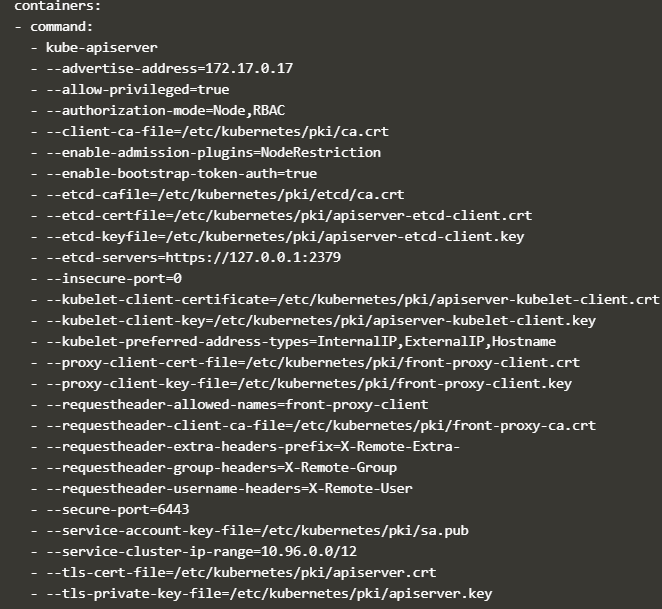 containers:
- command:
- kube-apiserver
- --advertise-address=172.17.0.17
- --allow-privileged=true
- --authorization-mode=Node,RBAC
- --client-ca-file=/etc/kubernetes/pki/ca.crt
- --enable-admission-plugins=NodeRestriction
- --enable-bootstrap-token-auth=true
- --etcd-cafile=/etc/kubernetes/pki/etcd/ca.crt
- --etcd-certfile=/etc/kubernetes/pki/apiserver-etcd-client.crt
- --etcd-keyfile=/etc/kubernetes/pki/apiserver-etcd-client.key
- --etcd-servers=https://127.0.0.1:2379
- --insecure-port=0
- --kubelet-client-certificate=/etc/kubernetes/pki/apiserver-kubelet-client.crt
- --kubelet-client-key=/etc/kubernetes/pki/apiserver-kubelet-client.key
- --kubelet-preferred-address-types=InternalIP,ExternalIP,Hostname
- --proxy-client-cert-file=/etc/kubernetes/pki/front-proxy-client.crt
- --proxy-client-key-file=/etc/kubernetes/pki/front-proxy-client.key
- --requestheader-allowed-names=front-proxy-client
- --requestheader-client-ca-file=/etc/kubernetes/pki/front-proxy-ca.crt
- --requestheader-extra-headers-prefix=X-Remote-Extra-
- --requestheader-group-headers=X-Remote-Group
- --requestheader-username-headers=X-Remote-User
- --secure-port=6443
- --service-account-key-file=/etc/kubernetes/pki/sa.pub
- --service-cluster-ip-range=10.96.0.0/12
- --tls-cert-file=/etc/kubernetes/pki/apiserver.crt
- --tls-private-key-file=/etc/kubernetes/pki/apiserver.key